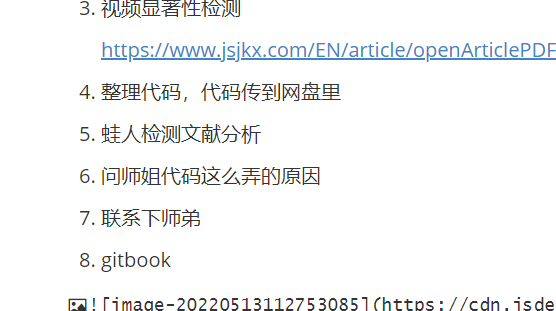 3. 视频显著性检测
https://www.jsjkx.com/EN/article/openArticlePDF
4. 整理代码，代码传到网盘里
5. 蛙人检测文献分析
6. 问师姐代码这么弄的原因
7. 联系下师弟
8. gitbook
![image-20220513112753085](https://cdn.jsde